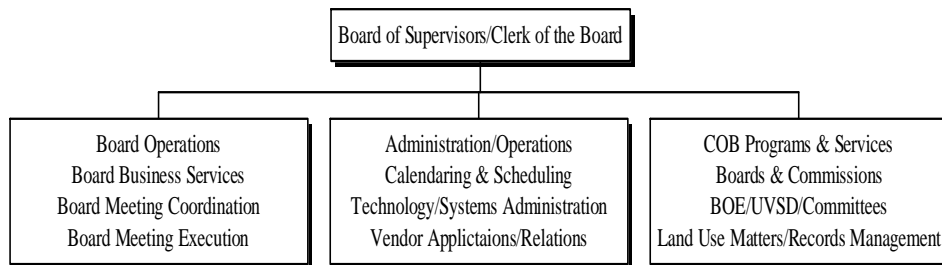 Board of Supervisors/Clerk of the Board
Board Operations
Board Business Services
Board Meeting Coordination
Board Meeting Execution
Administration/Operations
Calendaring & Scheduling
Technology/Systems Administration
Vendor Applictaions/Relations
COB Programs & Services
Boards & Commissions
BOE/UVSD/Committees
Land Use Matters/Records Management